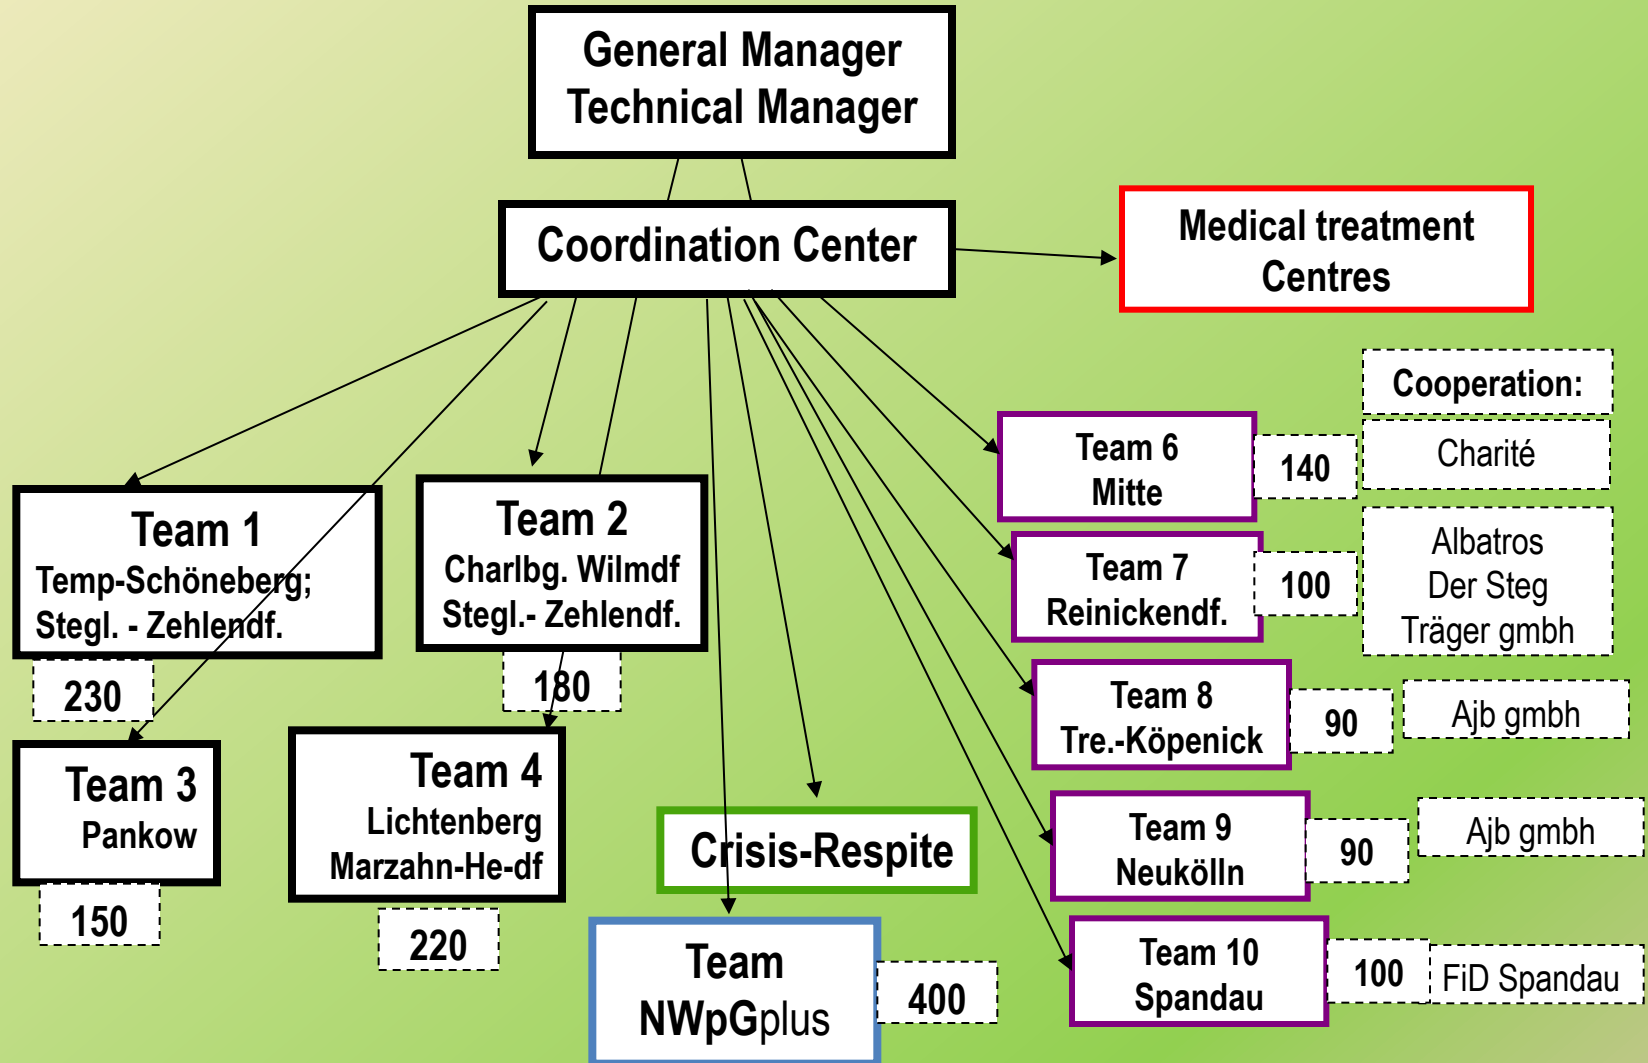 General Manager
Technical Manager
Coordination Center
Medical treatment
Centres
Cooperation:
Team 6
Mitte
140
Charité
Team 1
Temp-Schöneberg;
Stegl. - Zehlendf.
230
Team 2
Charlbg. Wilmdf
Stegl.- Zehlendf.
180
Team 7
Reinickendf.
100
Albatros
Der Steg
Träger gmbh
Team 8
Tre.-Köpenick
90
Ajb gmbh
Team 3
Pankow
150
Team 4
Lichtenberg
Marzahn-He-df
220
Crisis-Respite
Team 9
Neukölln
90
Ajb gmbh
Team
NWpGplus
400
Team 10
Spandau
100
FiD Spandau